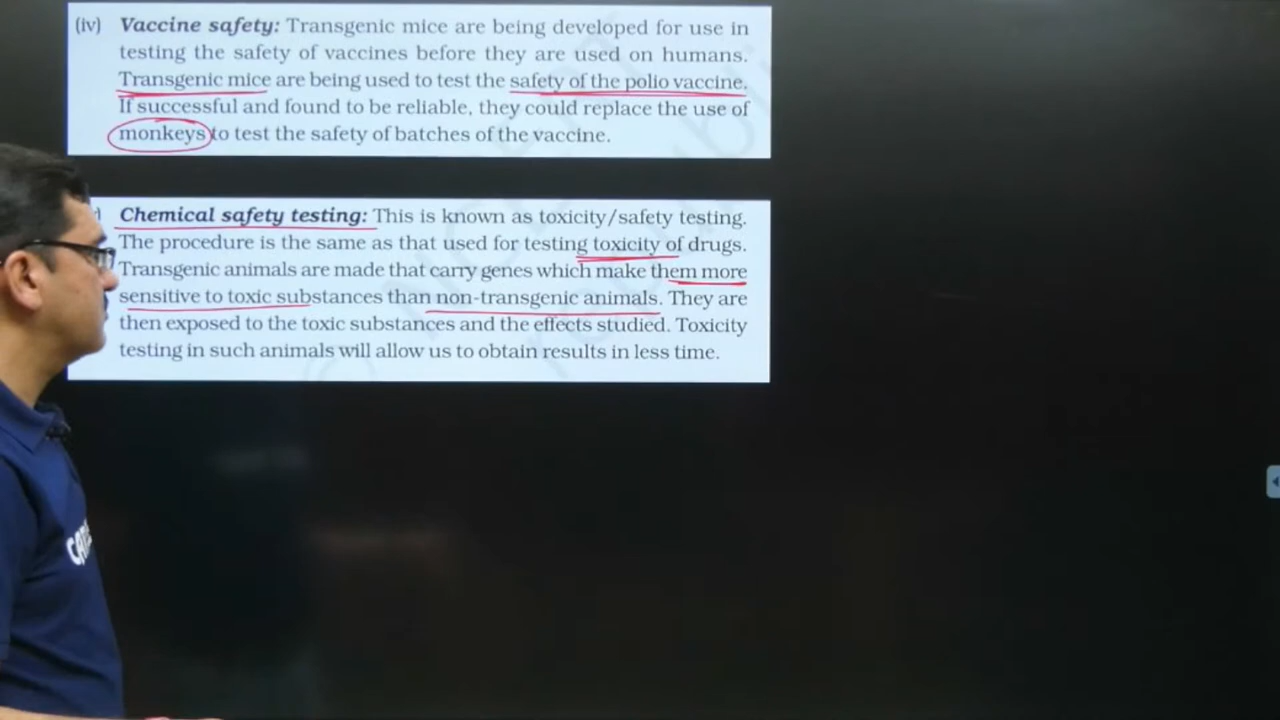 (iv) Vaccine safety: Transgenic mice are being developed for use in
testing the safety of vaccines before they are used on humans.
Transgenic mice are being used to test the safety of the polio vaccine.
If successful and found to be reliable, they could replace the use of
monkeys to test the safety of batches of the vaccine.
) Chemical safety testing: This is known as toxicity/safety testing.
The procedure is the same as that used for testing toxicity of drugs.
Transgenic animals are made that carry genes which make them more
sensitive to toxic substances than non-transgenic animals. They are
then exposed to the toxic substances and the effects studied. Toxicity
testing in such animals will allow us to obtain results in less time.